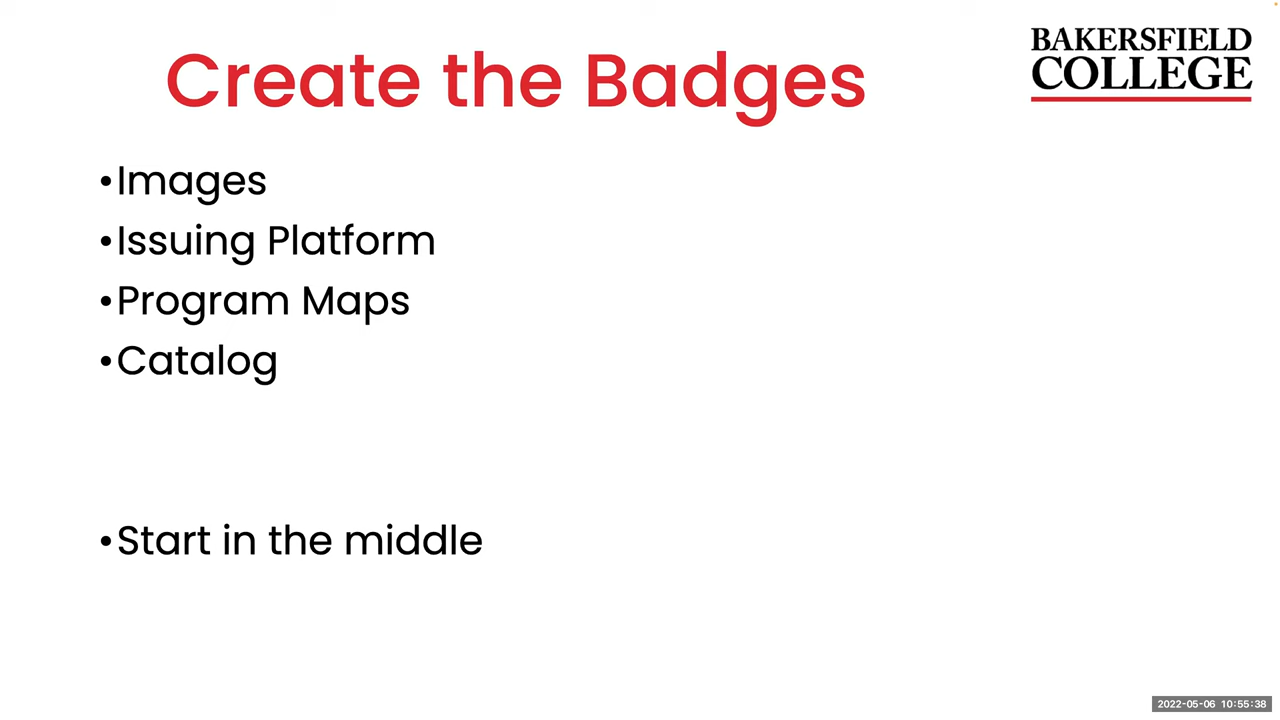 Create the Badges
BAKERSFIELD
COLLEGE
•Images
•Issuing Platform
•Program Maps
•Catalog
•Start in the middle
2022-05-06 10:55:38